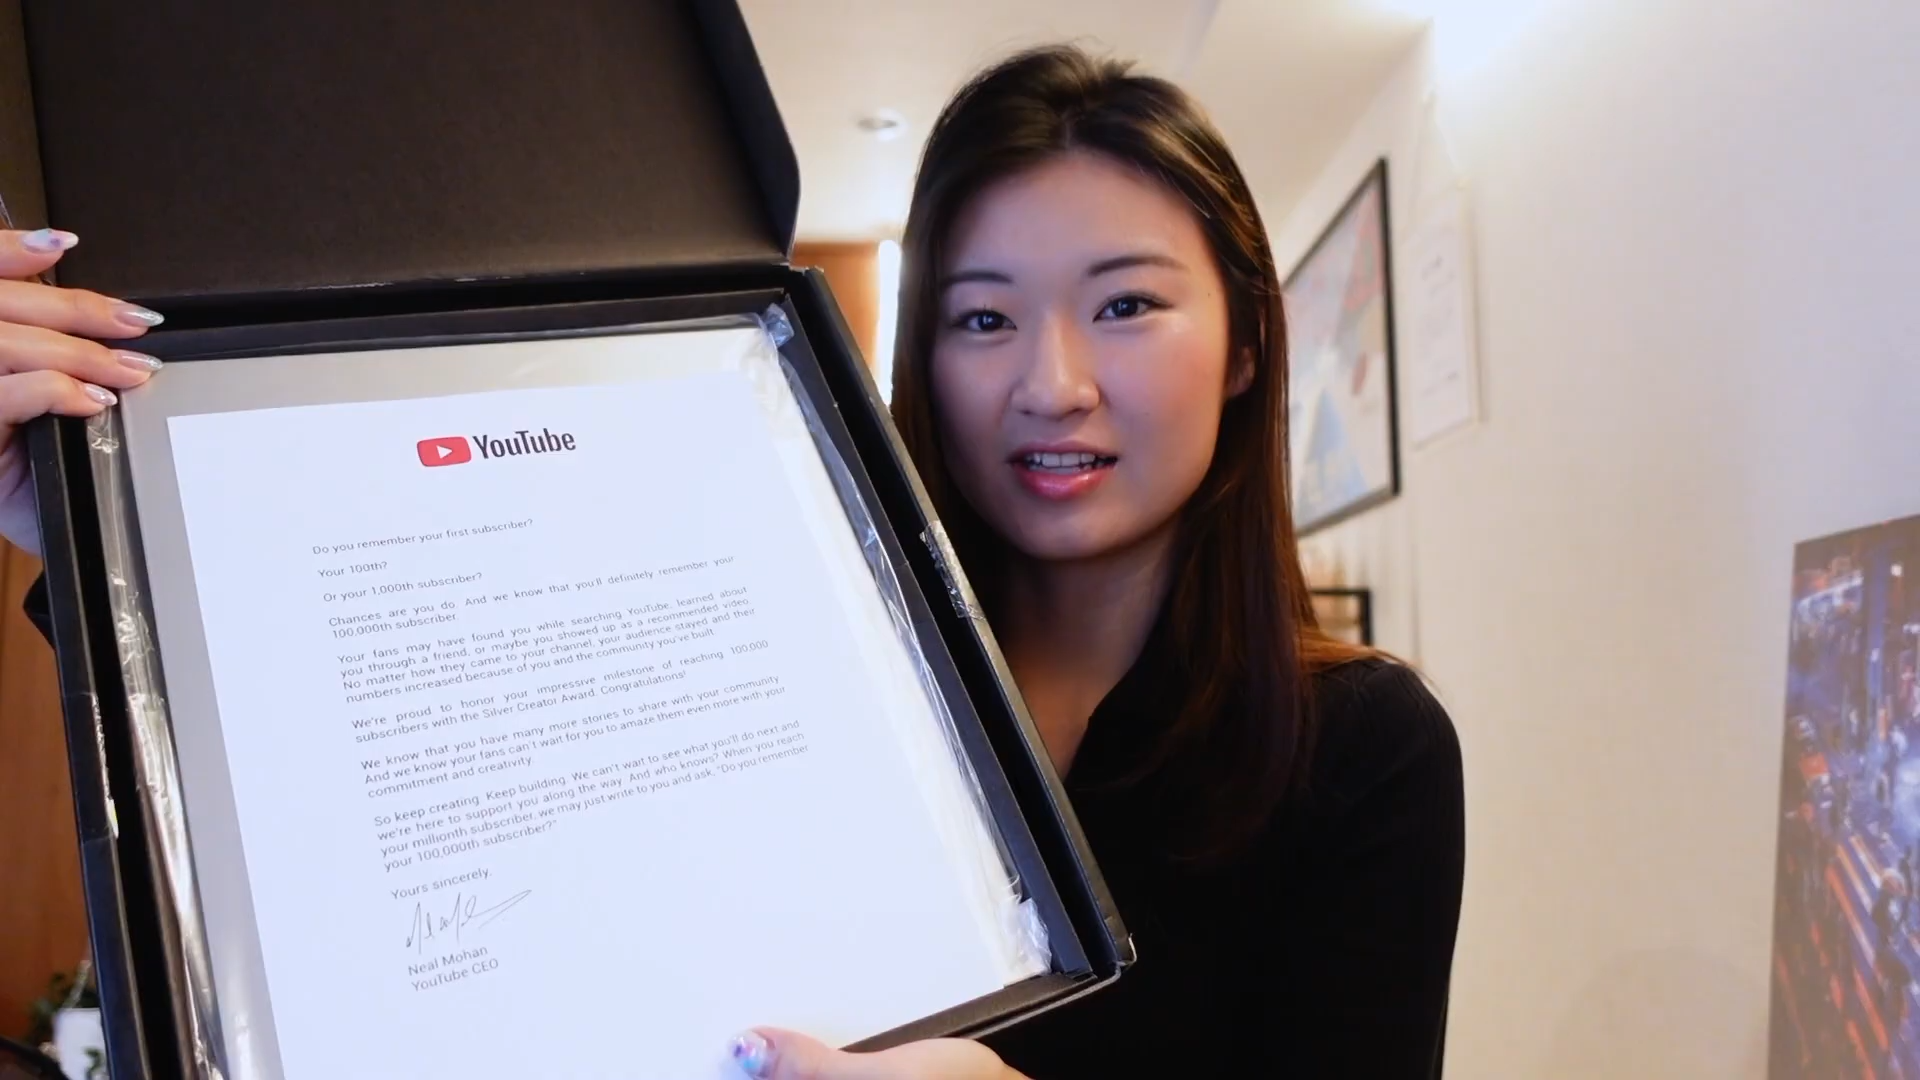 YouTube
Do you remember your first subscriber?
Your 100th?
Or your 1,000th subscriber?
Chances are you do. And we know that you'll definitely remember your
100,000th subscriber.
Your fans may have found you while searching YouTube, learned about
you through a friend, or maybe you showed up as a recommended video.
No matter how they came to your channel, your audience stayed and their
numbers increased because of you and the community you've built.
We're proud to honor your impressive milestone of reaching 100,000
subscribers with the Silver Creator Award. Congratulations!
We know that you have many more stories to share with your community
And we know your fans can't wait for you to amaze them even more with your
commitment and creativity.
So keep creating. Keep building. We can't wait to see what you'll do next and
we're here to support you along the way. And who knows? When you reach
your millionth subscriber, we may just write to you and ask, "Do you remember
your 100,000th subscriber?"
Yours sincerely,
Neal Mohan
YouTube CEO